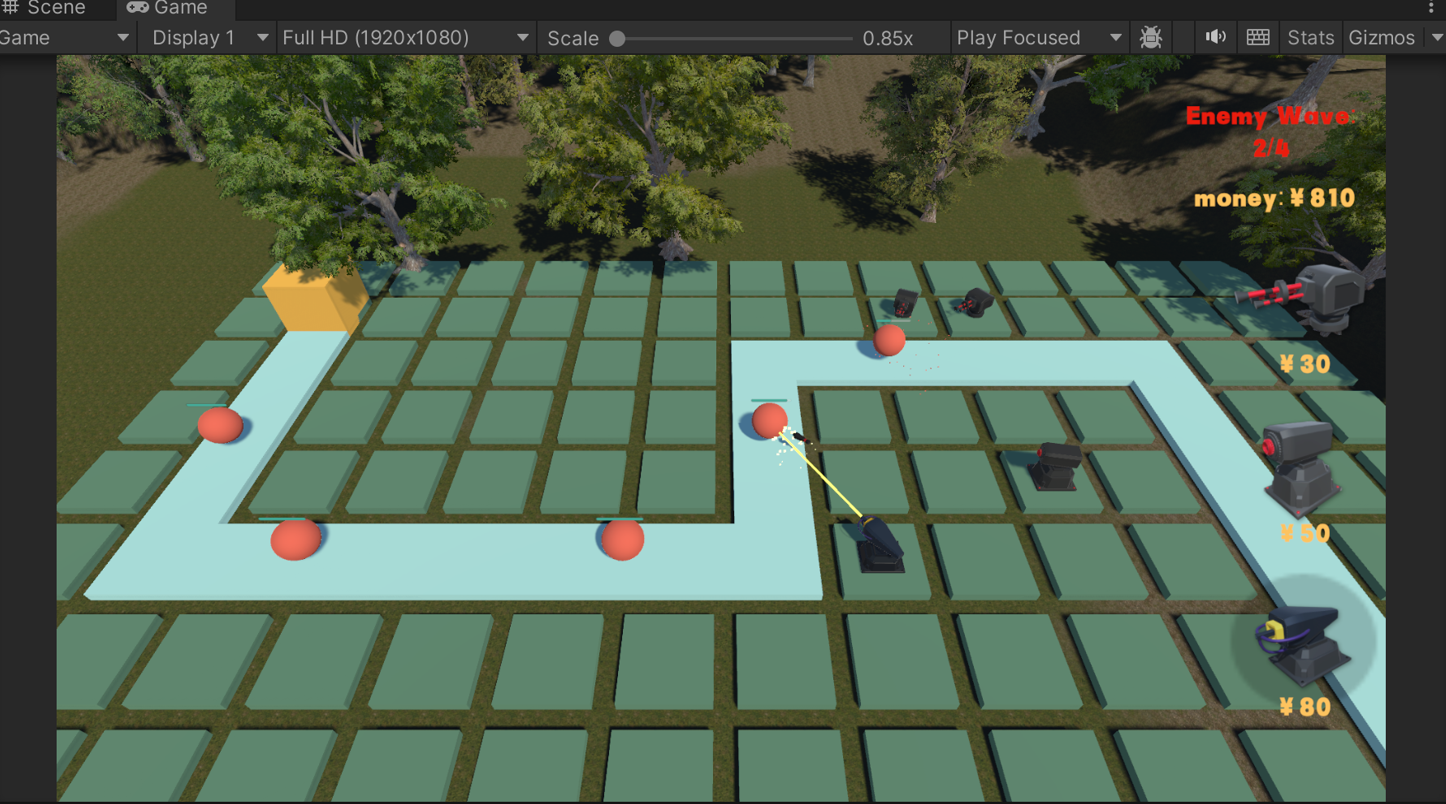 Scene
Game
Game
Display 1
Full HD (1920x1080)
Scale
0.85x
Play Focused
Stats
Gizmos
Enemy Wave:
2/4
money: ¥ 810
¥ 30
¥ 50
¥ 80